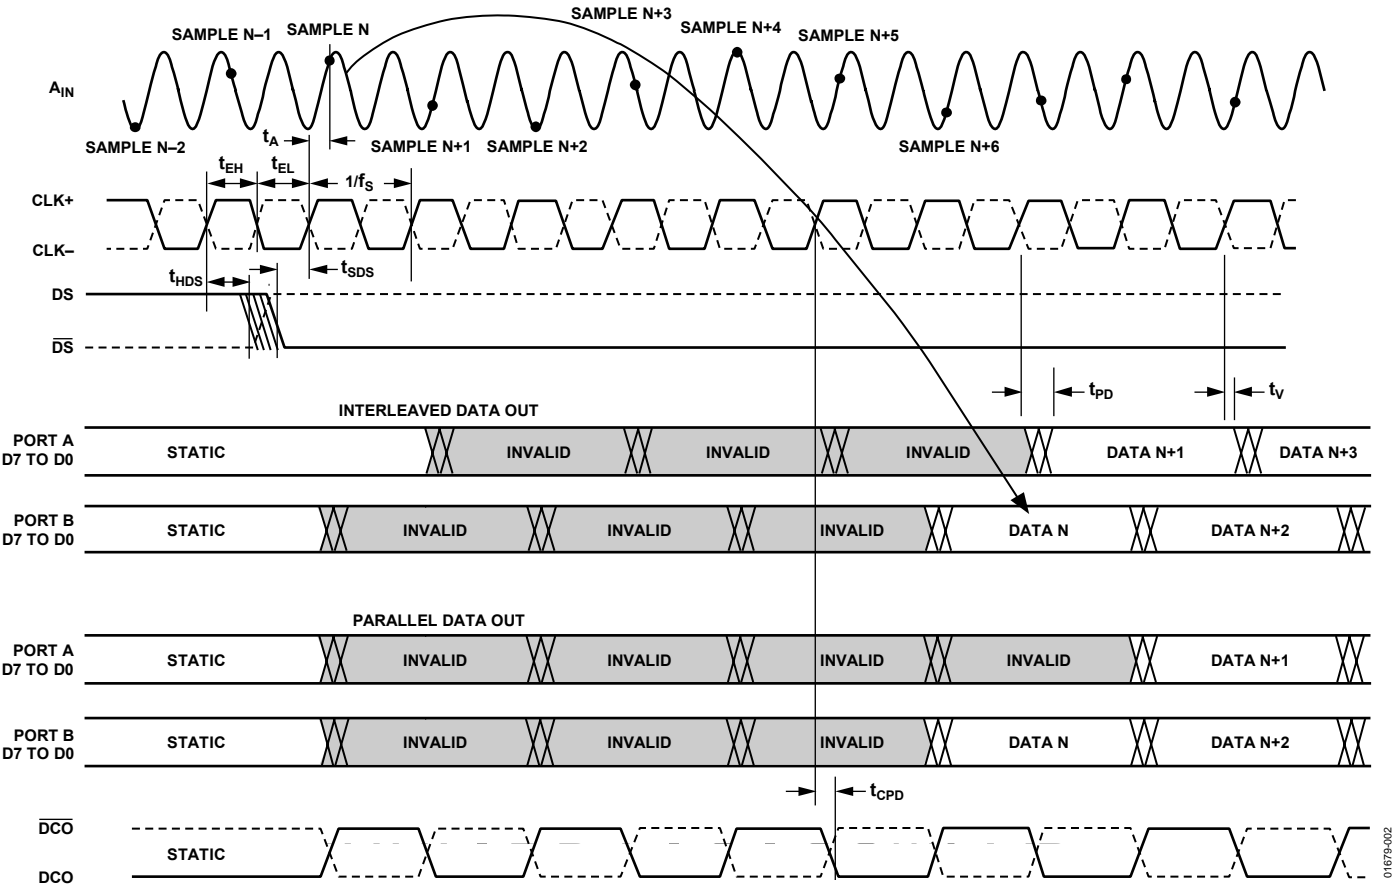 SAMPLE N–1
SAMPLE N
SAMPLE N+3
SAMPLE N+4
SAMPLE N+5
AIN
SAMPLE N–2
tA
SAMPLE N+1
SAMPLE N+2
SAMPLE N+6
tEH
tEL
1/fS
CLK+
CLK–
tHDS
tSDS
DS
DS
tPD
tV
INTERLEAVED DATA OUT
PORT A
D7 TO D0
STATIC
INVALID
INVALID
INVALID
DATA N+1
DATA N+3
PORT B
D7 TO D0
STATIC
INVALID
INVALID
INVALID
DATA N
DATA N+2
PARALLEL DATA OUT
PORT A
D7 TO D0
STATIC
INVALID
INVALID
INVALID
INVALID
DATA N+1
PORT B
D7 TO D0
STATIC
INVALID
INVALID
INVALID
DATA N
DATA N+2
tCPD
DCO
STATIC
DCO
01679-002